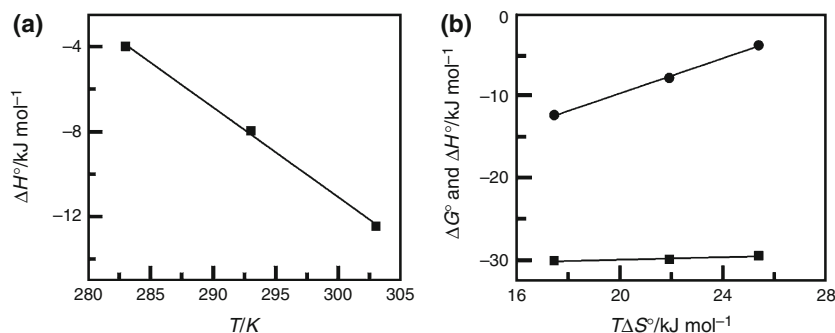 (a)
−4
−8
−12
ΔH°/kJ mol−1
280 285 290 295 300 305
T/K
(b)
0
−10
−20
−30
ΔG° and ΔH°/kJ mol−1
16 20 24 28
TΔS°/kJ mol−1